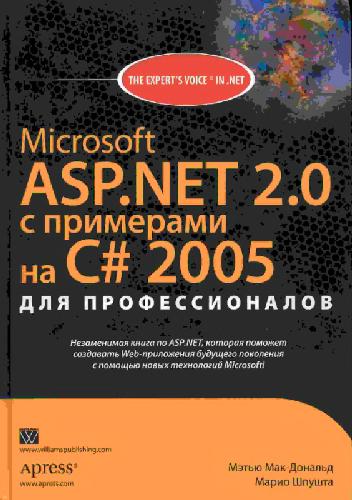 THE EXPERT'S VOICE® IN .NET
Microsoft
ASP.NET 2.0
с примерами
на C# 2005
ДЛЯ ПРОФЕССИОНАЛОВ
Незаменимая книга по ASP.NET, которая поможет
создавать Web-приложения будущего поколения
с помощью новых технологий Microsoft!
W
www.williamspublishing.com
Apress®
www.apress.com
Мэтью Мак-Дональд
Марио Шпушта